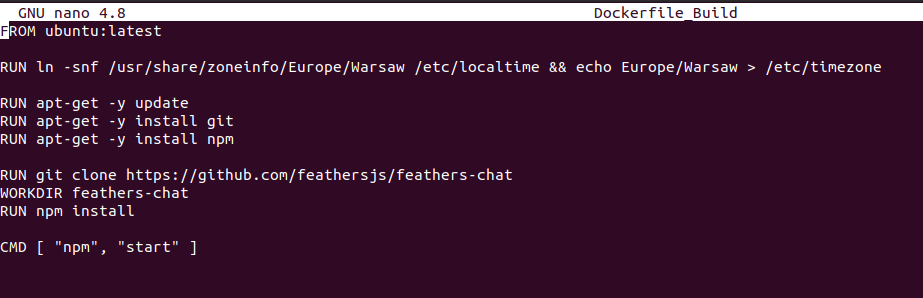 GNU nano 4.8 Dockerfile_Build
FROM ubuntu:latest
RUN ln -snf /usr/share/zoneinfo/Europe/Warsaw /etc/localtime && echo Europe/Warsaw > /etc/timezone
RUN apt-get -y update
RUN apt-get -y install git
RUN apt-get -y install npm
RUN git clone https://github.com/feathersjs/feathers-chat
WORKDIR feathers-chat
RUN npm install
CMD [ "npm", "start" ]